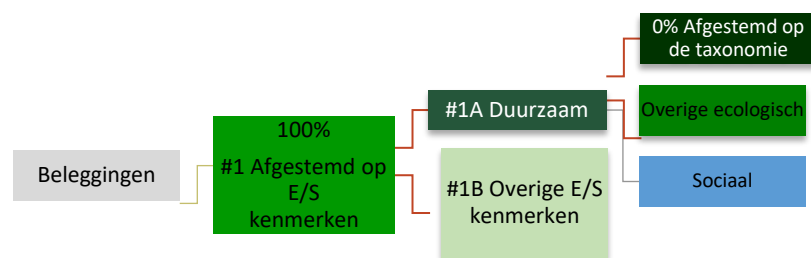 Beleggingen
100%
#1 Afgestemd op
E/S
kenmerken
#1A Duurzaam
#1B Overige E/S
kenmerken
0% Afgestemd op
de taxonomie
Overige ecologisch
Sociaal